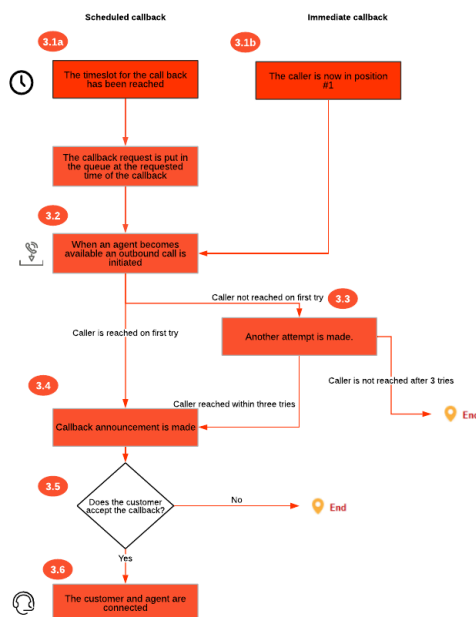 Scheduled callback
Immediate callback
3.1a
3.1b
The timeslot for the call back
has been reached
The caller is now in position
#1
The callback request is put in
the queue at the requested
time of the callback
3.2
When an agent becomes
available an outbound call is
initiated
Caller not reached on first try
3.3
Caller is reached on first try
Another attempt is made.
Caller is not reached after 3 tries
3.4
Caller reached within three tries
End
Callback announcement is made
3.5
Does the customer
accept the callback?
No
End
Yes
3.6
The customer and agent are
connected